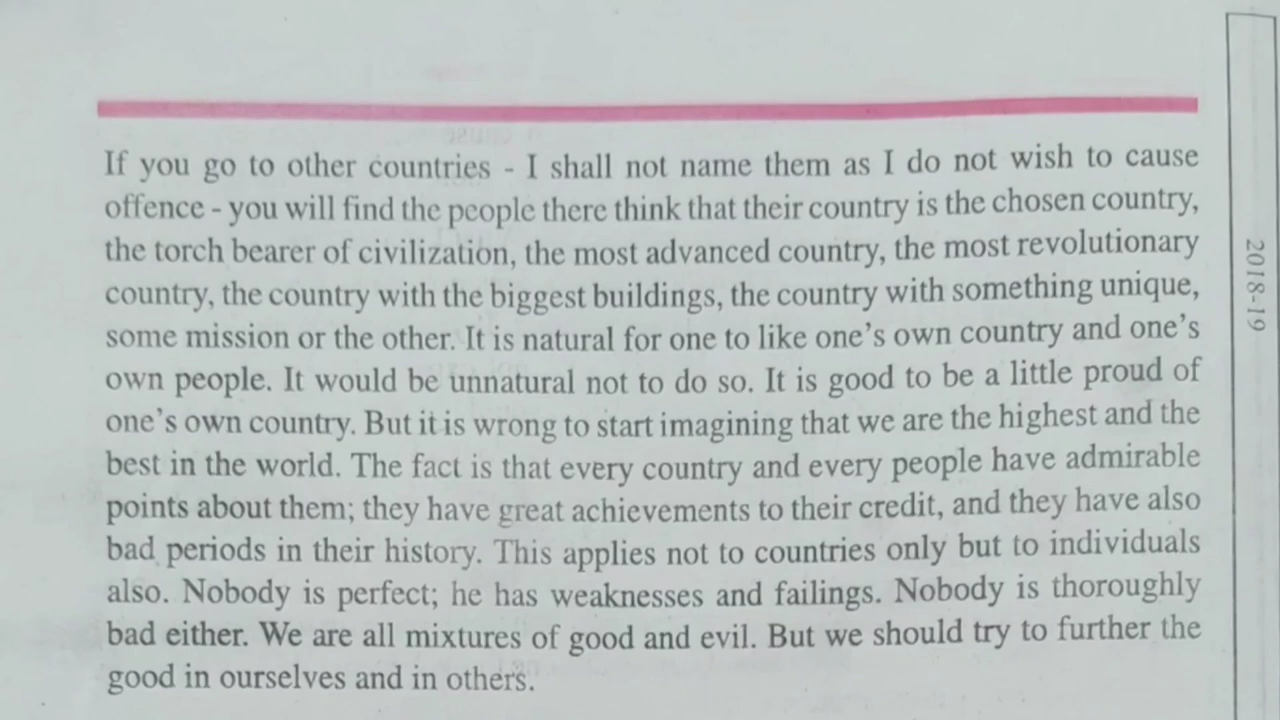 If you go to other countries - I shall not name them as I do not wish to cause
offence - you will find the people there think that their country is the chosen country,
the torch bearer of civilization, the most advanced country, the most revolutionary
country, the country with the biggest buildings, the country with something unique,
some mission or the other. It is natural for one to like one's own country and one's
own people. It would be unnatural not to do so. It is good to be a little proud of
one's own country. But it is wrong to start imagining that we are the highest and the
best in the world. The fact is that every country and every people have admirable
points about them; they have great achievements to their credit, and they have also
bad periods in their history. This applies not to countries only but to individuals
also. Nobody is perfect; he has weaknesses and failings. Nobody is thoroughly
bad either. We are all mixtures of good and evil. But we should try to further the
good in ourselves and in others.
2018-19